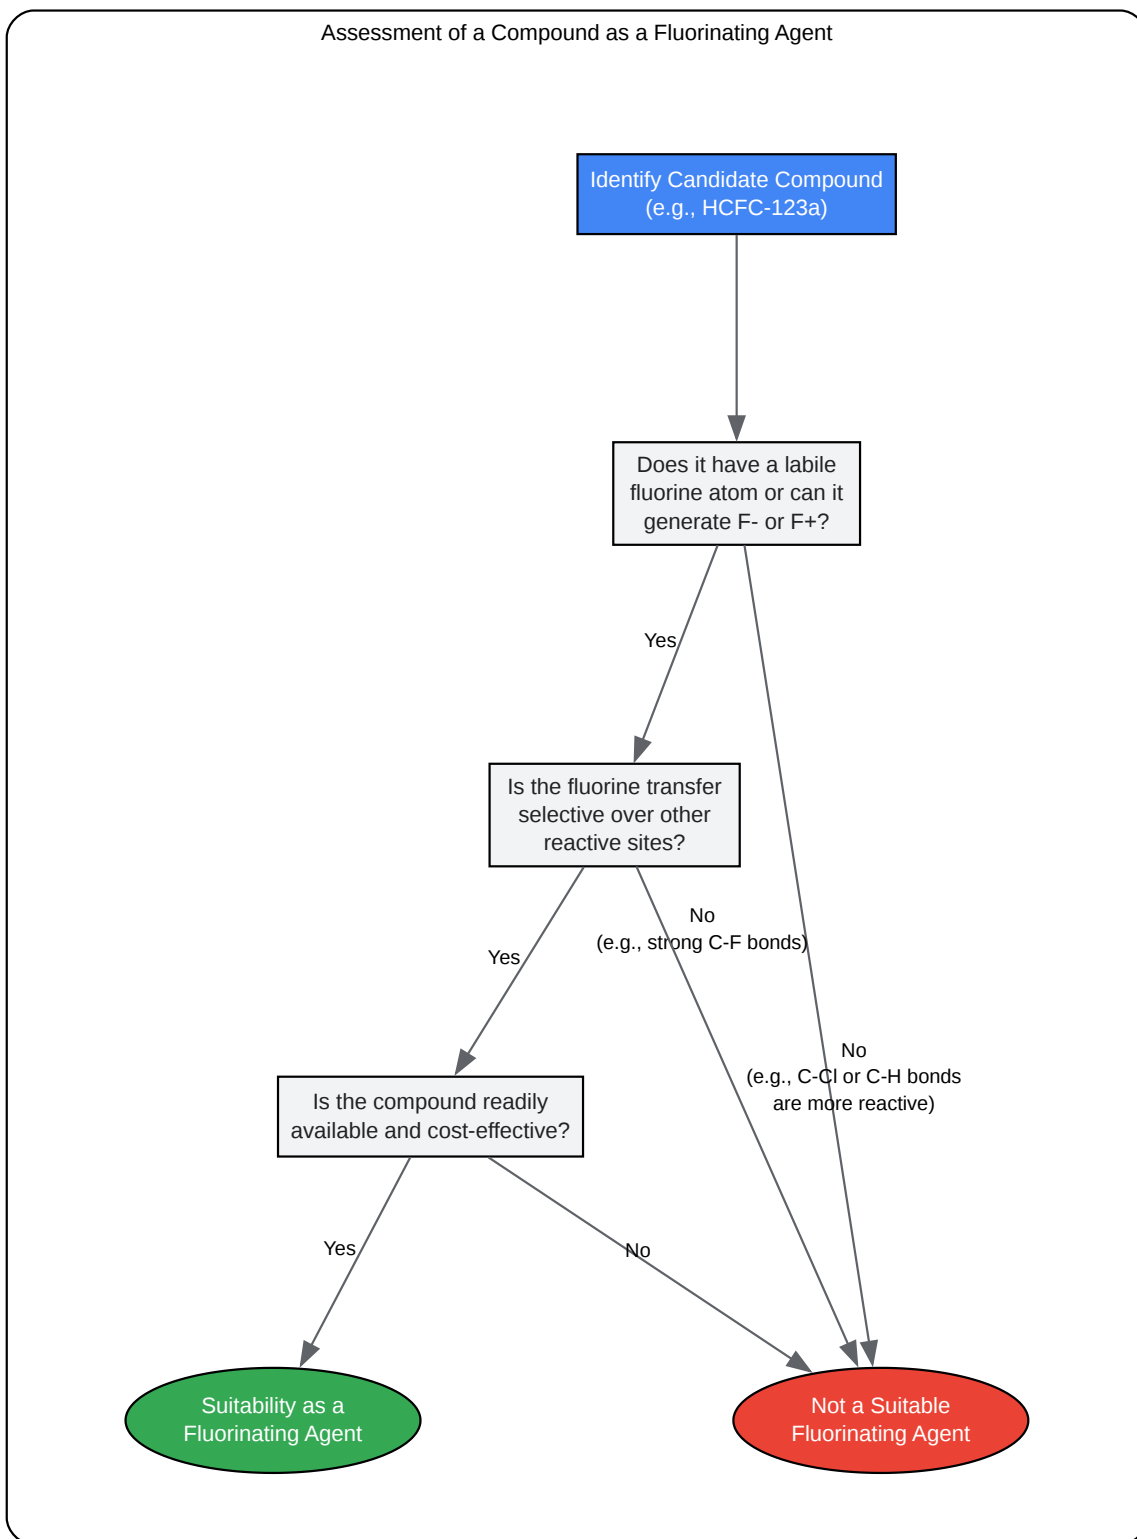 Assessment of a Compound as a Fluorinating Agent
Identify Candidate Compound
(e.g., HCFC-123a)
Does it have a labile
fluorine atom or can it
generate F- or F+?
Yes
Is the fluorine transfer
selective over other
reactive sites?
No
(e.g., strong C-F bonds)
Yes
No
(e.g., C-Cl or C-H bonds
are more reactive)
Is the compound readily
available and cost-effective?
Yes
No
Suitability as a
Fluorinating Agent
Not a Suitable
Fluorinating Agent